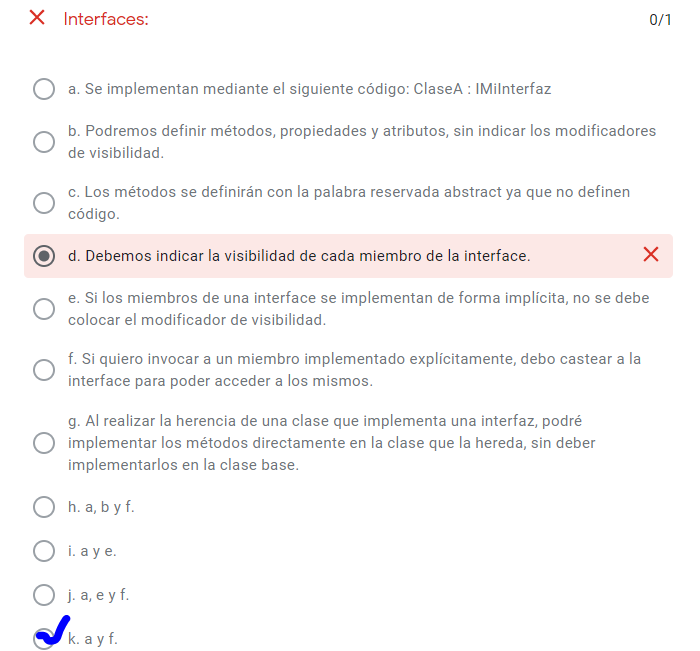 Interfaces:
0/1
a. Se implementan mediante el siguiente código: ClaseA : IMiInterfaz
b. Podremos definir métodos, propiedades y atributos, sin indicar los modificadores
de visibilidad.
c. Los métodos se definirán con la palabra reservada abstract ya que no definen
código.
d. Debemos indicar la visibilidad de cada miembro de la interface.
e. Si los miembros de una interface se implementan de forma implícita, no se debe
colocar el modificador de visibilidad.
f. Si quiero invocar a un miembro implementado explícitamente, debo castear a la
interface para poder acceder a los mismos.
g. Al realizar la herencia de una clase que implementa una interfaz, podré
implementar los métodos directamente en la clase que la hereda, sin deber
implementarlos en la clase base.
h. a, b y f.
i. a y e.
j. a, e y f.
k. a y f.